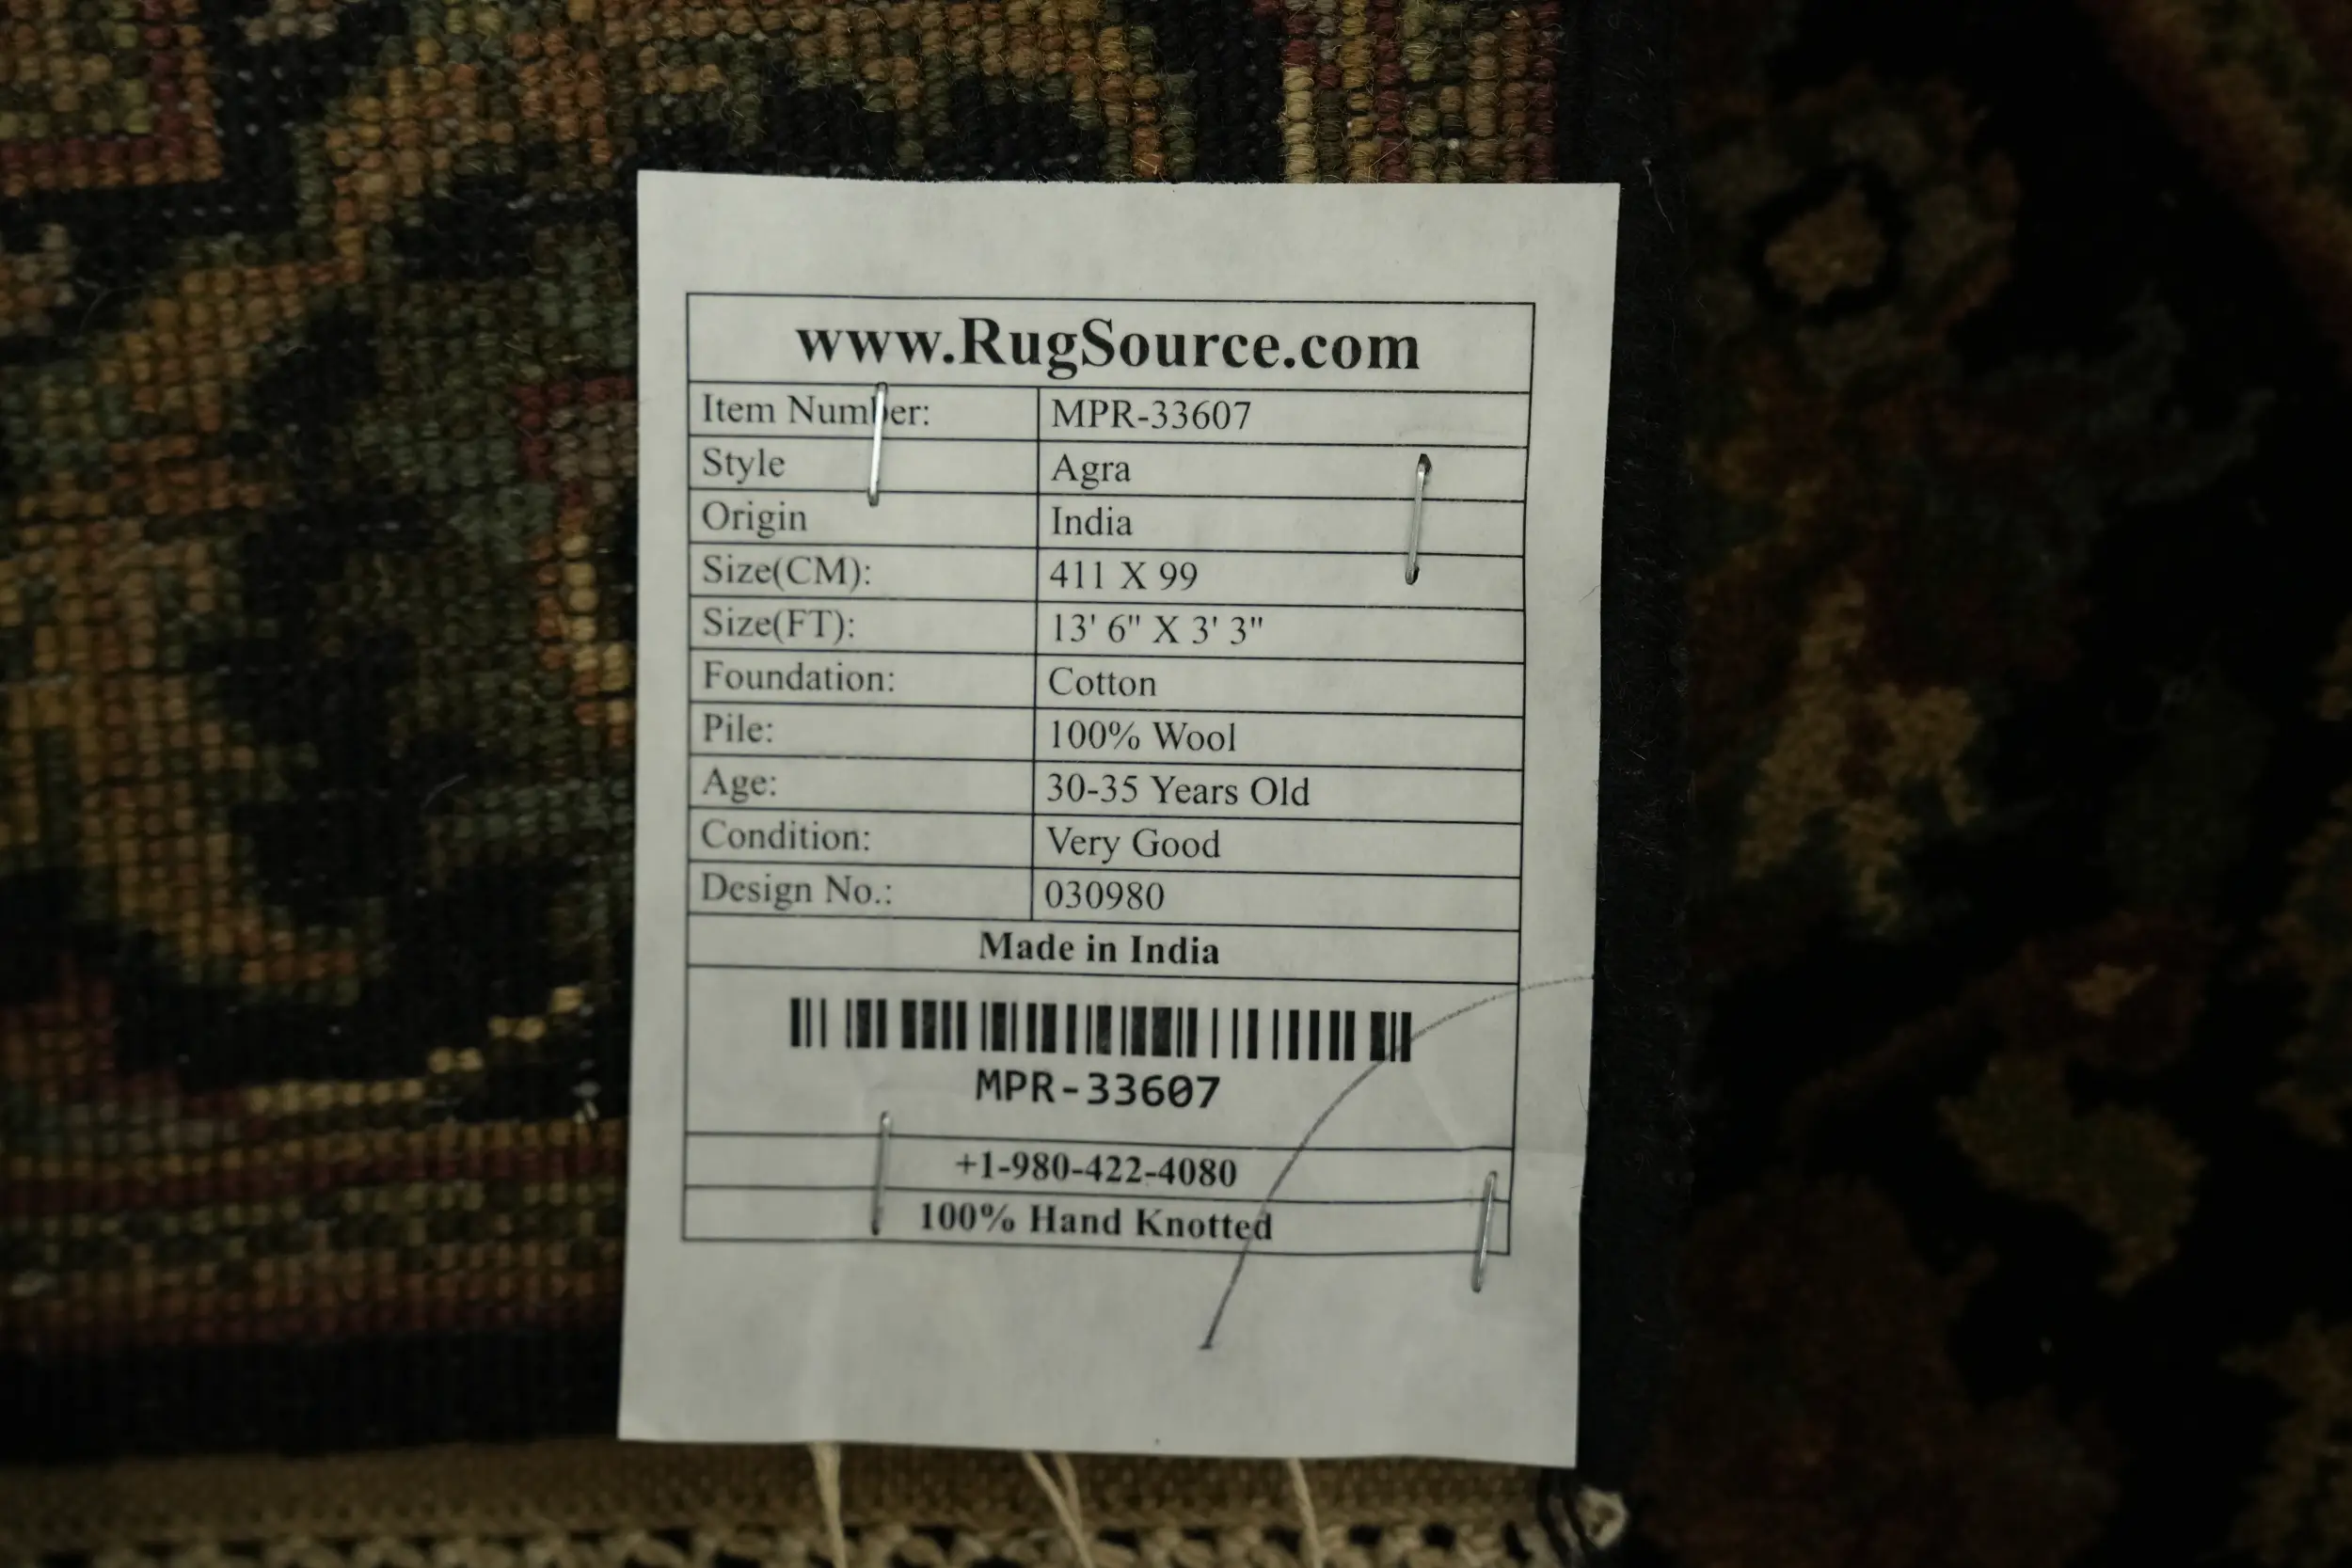 www.RugSource.com
Item Number: MPR-33607
Style Agra
Origin India
Size(CM): 411 X 99
Size(FT): 13' 6" X 3' 3"
Foundation: Cotton
Pile: 100% Wool
Age: 30-35 Years Old
Condition: Very Good
Design No.: 030980
Made in India
MPR-33607
+1-980-422-4080
100% Hand Knotted